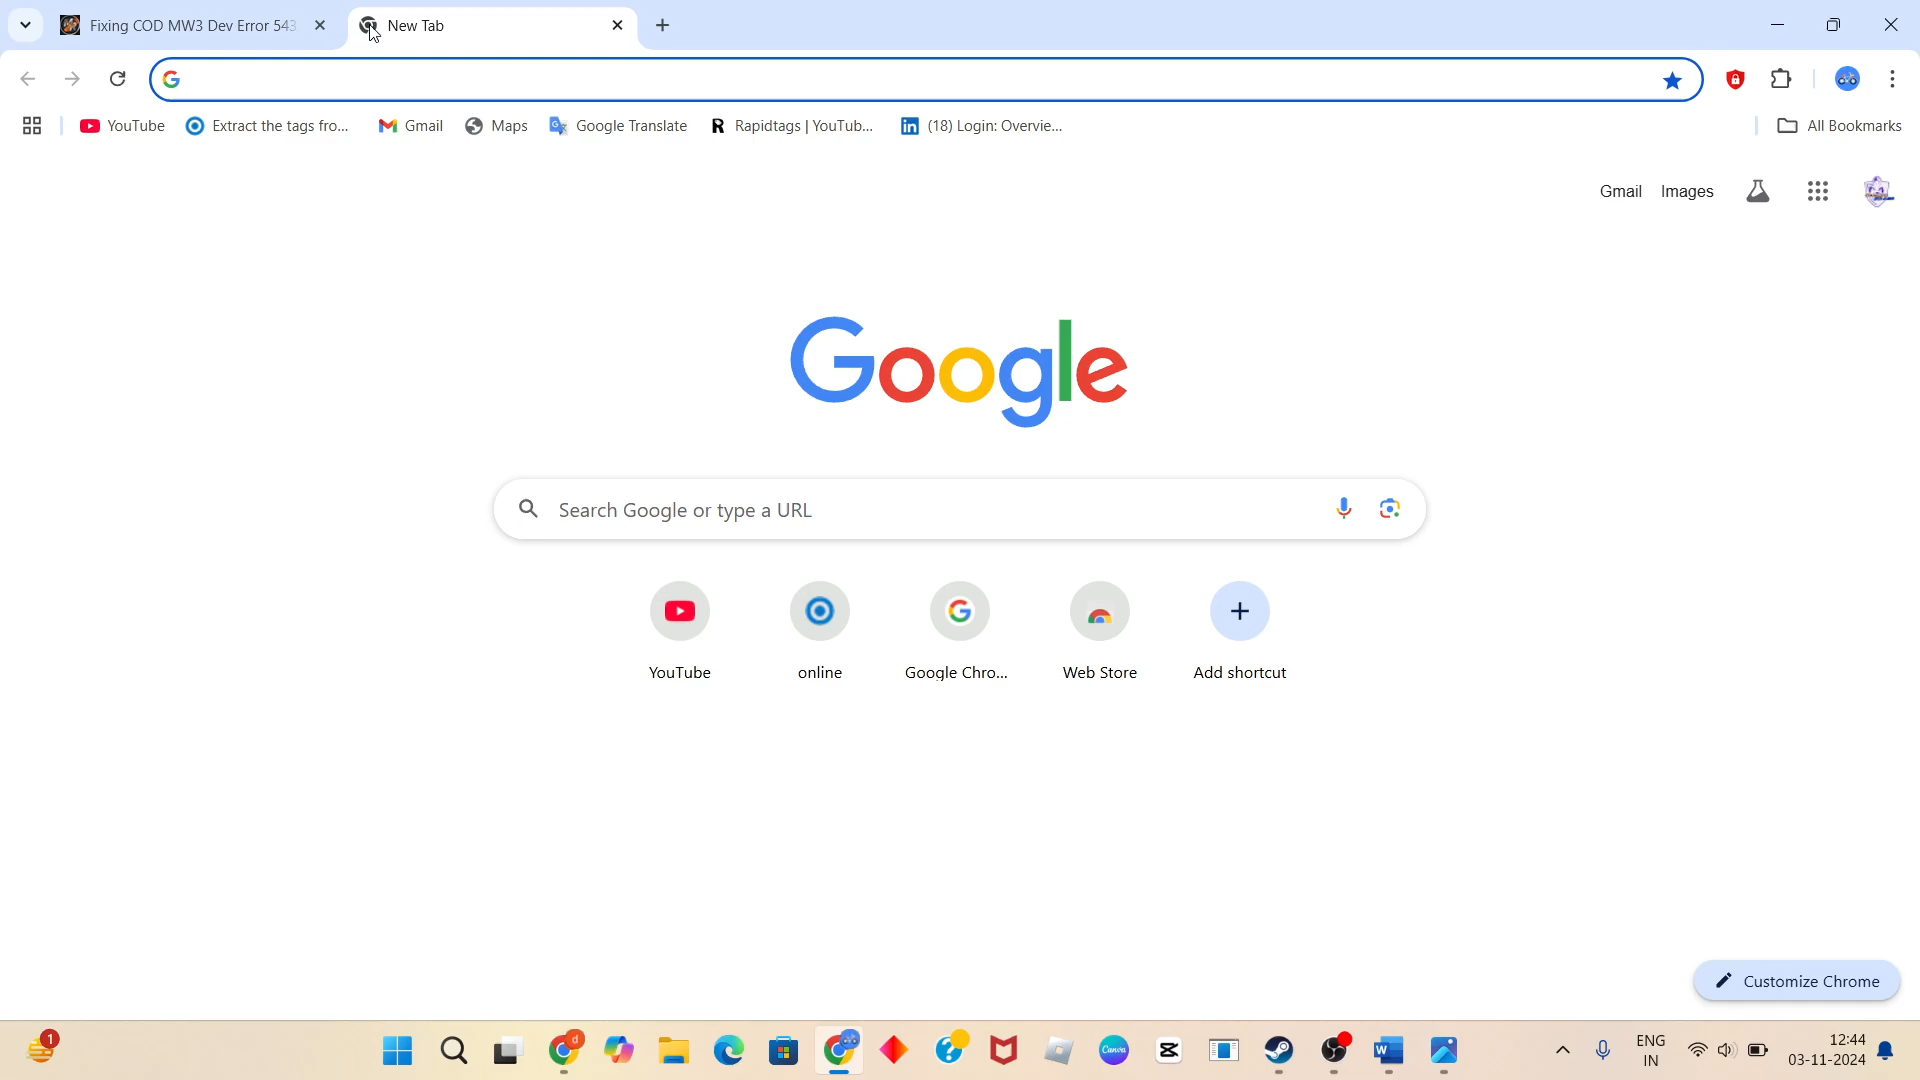 Fixing COD MW3 Dev Error 543
New Tab
YouTube
Extract the tags fro...
Gmail
Maps
Google Translate
Rapidtags | YouTub...
(18) Login: Overvie...
All Bookmarks
Gmail
Images
Google
Search Google or type a URL
YouTube
online
Google Chro...
Web Store
Add shortcut
Customize Chrome
1
d
Canva
ENG
IN
12:44
03-11-2024